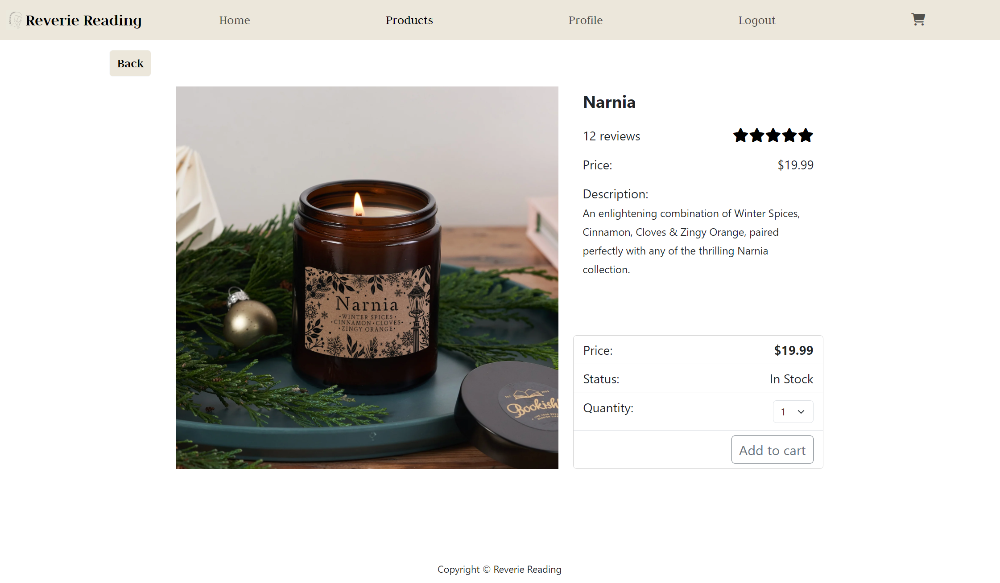 Reverie Reading
Home
Products
Profile
Logout
Back
Narnia
•WINTER SPICES•
•CINNAMON•CLOVES•
•ZINGY ORANGE•
EST. 2009
Bookish
Narnia
12 reviews
Price: $19.99
Description:
An enlightening combination of Winter Spices,
Cinnamon, Cloves & Zingy Orange, paired
perfectly with any of the thrilling Narnia
collection.
Price: $19.99
Status: In Stock
Quantity: 1
Add to cart
Copyright © Reverie Reading